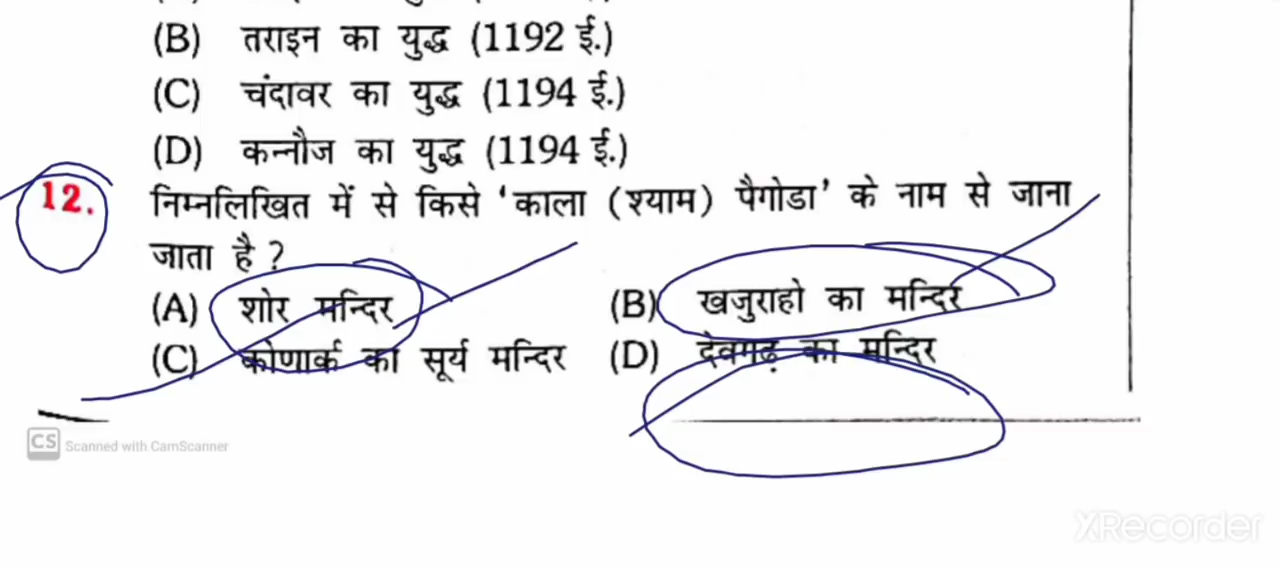 (B) तराइन का युद्ध (1192 ई.)
(C) चंदावर का युद्ध (1194 ई.)
(D) कन्नौज का युद्ध (1194 ई.)
12. निम्नलिखित में से किसे 'काला (श्याम) पैगोडा' के नाम से जाना
जाता है ?
(A) शोर मन्दिर (B) खजुराहो का मन्दिर
(C) कोणार्क का सूर्य मन्दिर (D) देवगढ़ का मन्दिर
CS Scanned with CamScanner
XRecorder